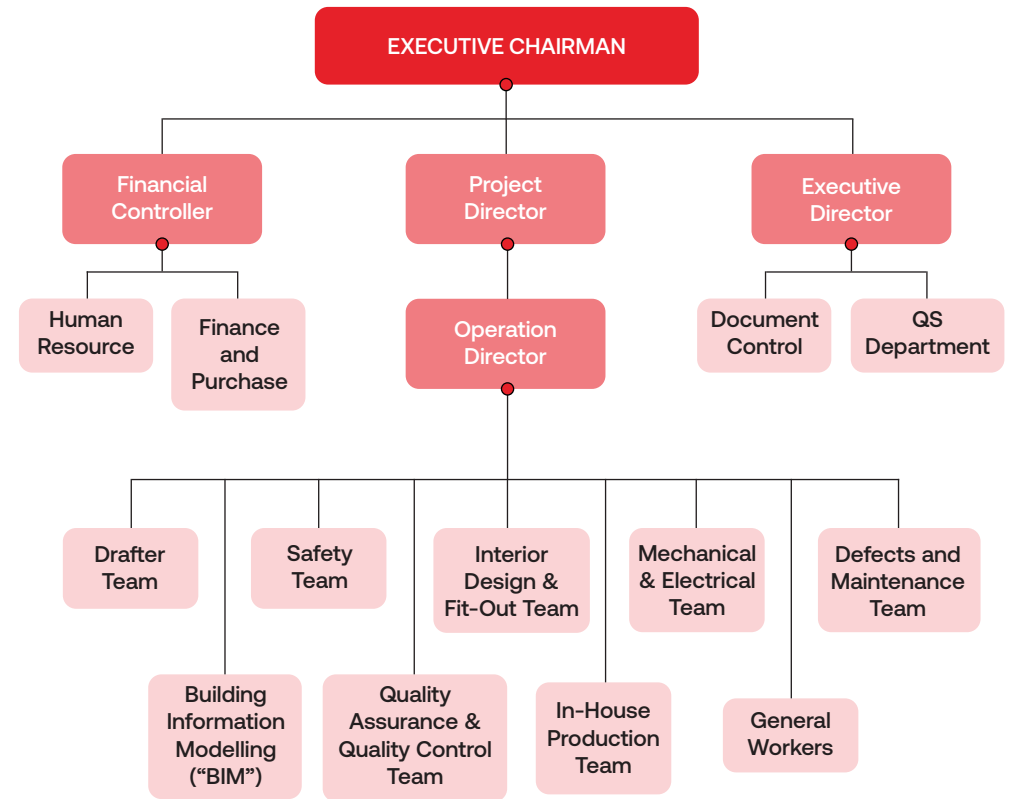 EXECUTIVE CHAIRMAN
Financial
Controller
Project
Director
Executive
Director
Human
Resource
Finance
and
Purchase
Operation
Director
Document
Control
QS
Department
Drafter
Team
Safety
Team
Interior
Design &
Fit-Out Team
Mechanical
& Electrical
Team
Defects and
Maintenance
Team
Building
Information
Modelling
(“BIM”)
Quality
Assurance &
Quality Control
Team
In-House
Production
Team
General
Workers